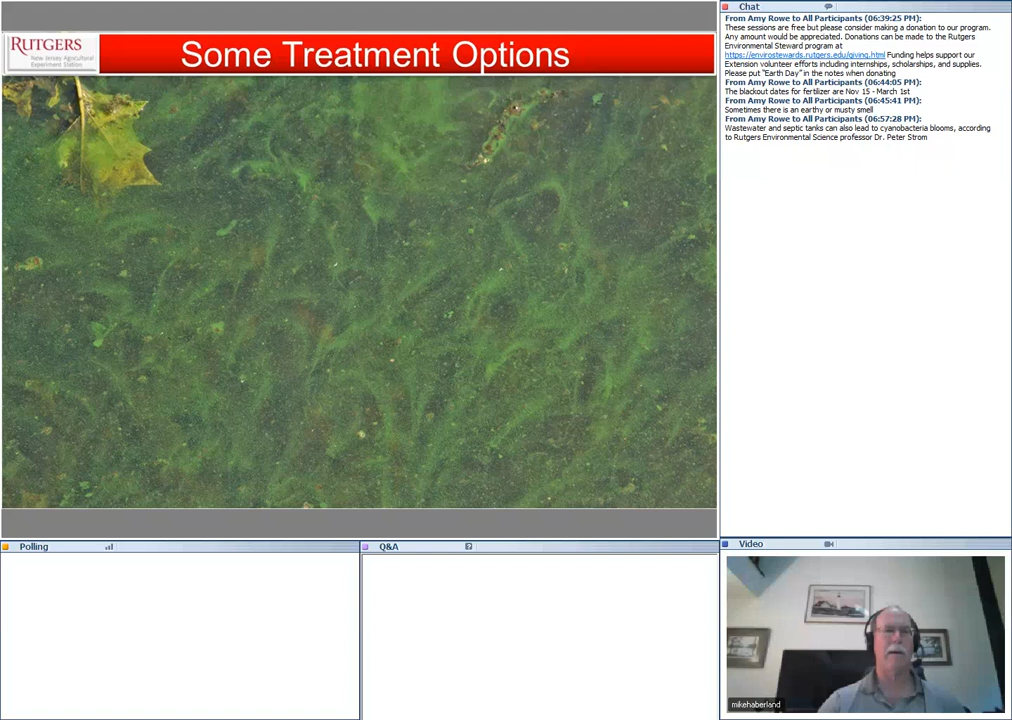 RUTGERS
New Jersey Agricultural
Experiment Station
Some Treatment Options
Chat
From Amy Rowe to All Participants (06:39:25 PM):
These sessions are free but please consider making a donation to our program.
Any amount would be appreciated. Donations can be made to the Rutgers
Environmental Steward program at
https://envirostewards.rutgers.edu/giving.html Funding helps support our
Extension volunteer efforts including internships, scholarships, and supplies.
Please put "Earth Day" in the notes when donating
From Amy Rowe to All Participants (06:44:05 PM):
The blackout dates for fertilizer are Nov 15 - March 1st
From Amy Rowe to All Participants (06:45:41 PM):
Sometimes there is an earthy or musty smell
From Amy Rowe to All Participants (06:57:28 PM):
Wastewater and septic tanks can also lead to cyanobacteria blooms, according
to Rutgers Environmental Science professor Dr. Peter Strom
Polling
Q&A
Video
mikehaberland